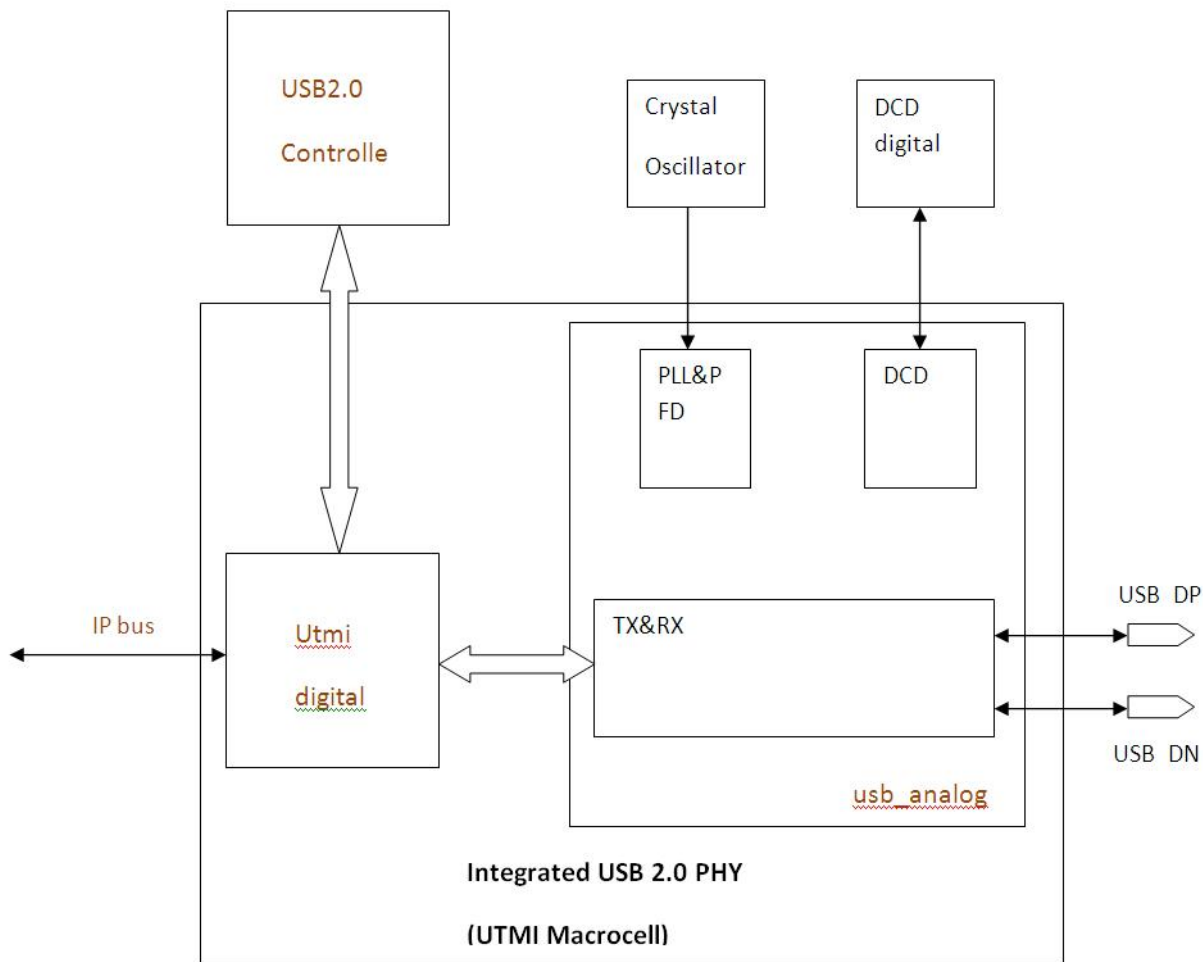 USB2.0
Controlle
Crystal
Oscillator
DCD
digital
PLL&P
FD
DCD
IP bus
Utmi
digital
TX&RX
USB DP
USB DN
usb_analog
Integrated USB 2.0 PHY
(UTMI Macrocell)